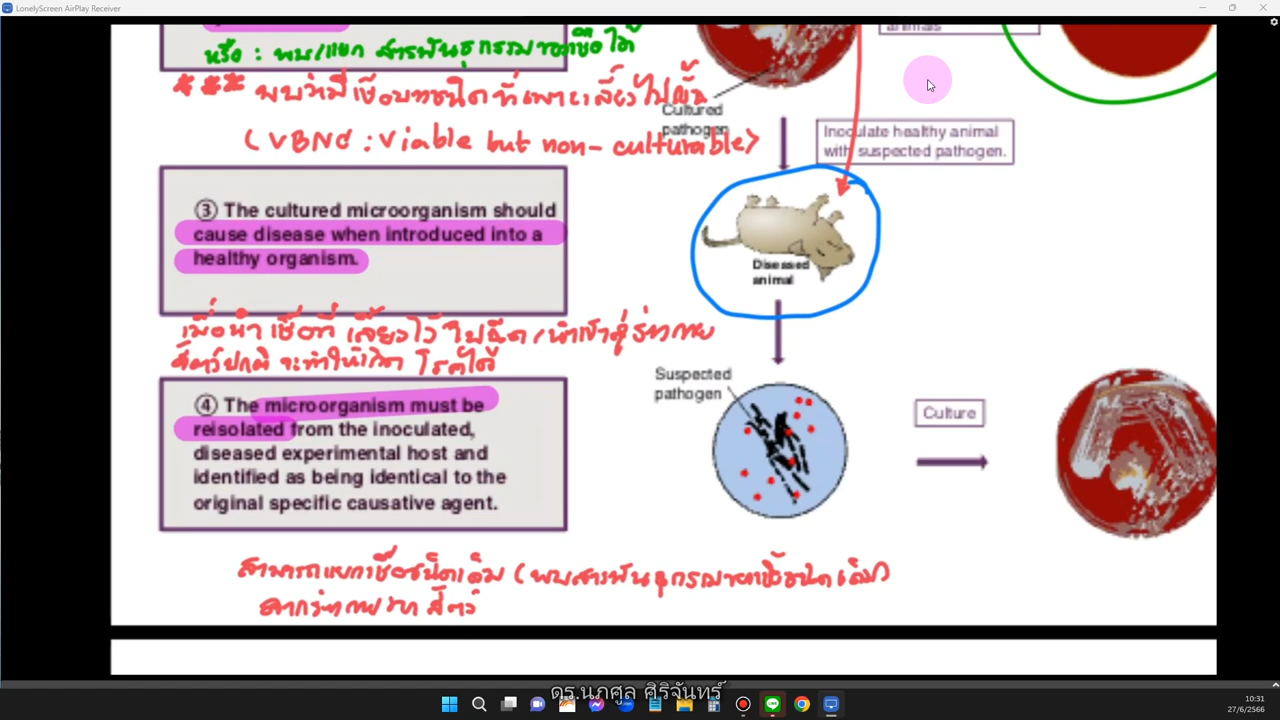 LonelyScreen AirPlay Receiver
animals
หรือ : พบ/แยก สารพันธุกรรมของเชื้อได้
*** พบว่ามีเชื้อบางชนิดที่เพาะเลี้ยงไม่ขึ้น
(VBNC : Viable but non-culturable)
Cultured
pathogen
Inoculate healthy animal
with suspected pathogen.
③ The cultured microorganism should
cause disease when introduced into a
healthy organism.
Diseased
animal
เมื่อนำเชื้อที่เลี้ยงไว้ ไปฉีด/นำเข้าสู่ร่างกาย
สัตว์ปกติ จะทำให้เกิดโรคได้
Suspected
pathogen
④ The microorganism must be
reisolated from the inoculated,
diseased experimental host and
identified as being identical to the
original specific causative agent.
Culture
สามารถแยกเชื้อชนิดเดิม (พบสารพันธุกรรมของเชื้อชนิดเดิม)
จากร่างกายของสัตว์
ดร.นภศูล ศิริจันทร์
10:31
27/6/2566